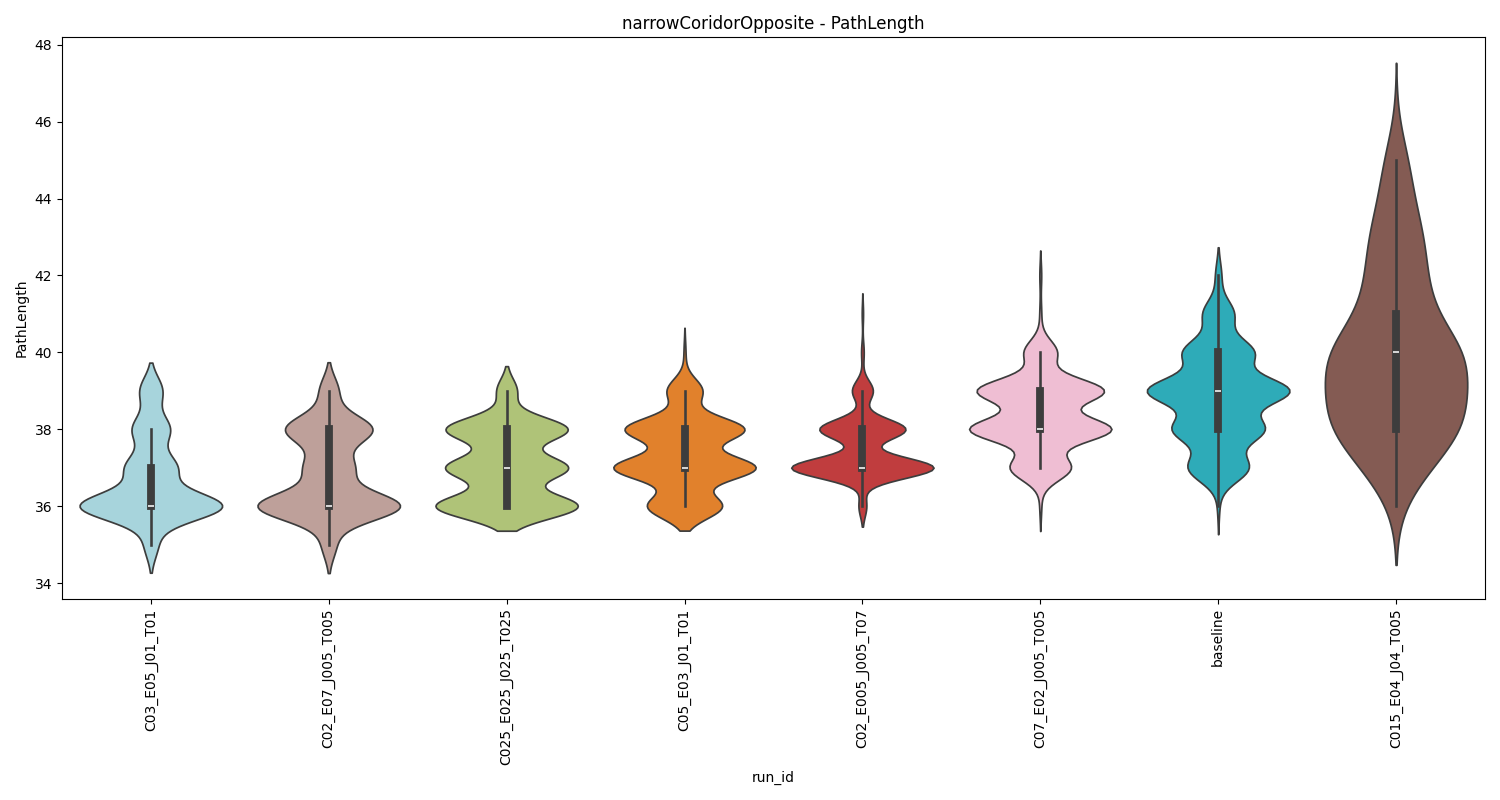 narrowCoridorOpposite - PathLength
48
46
44
42
40
38
36
34
PathLength
C03_E05_J01_T01
C02_E07_J005_T005
C025_E025_J025_T025
C05_E03_J01_T01
C02_E005_J005_T07
C07_E02_J005_T005
baseline
C015_E04_J04_T005
run_id